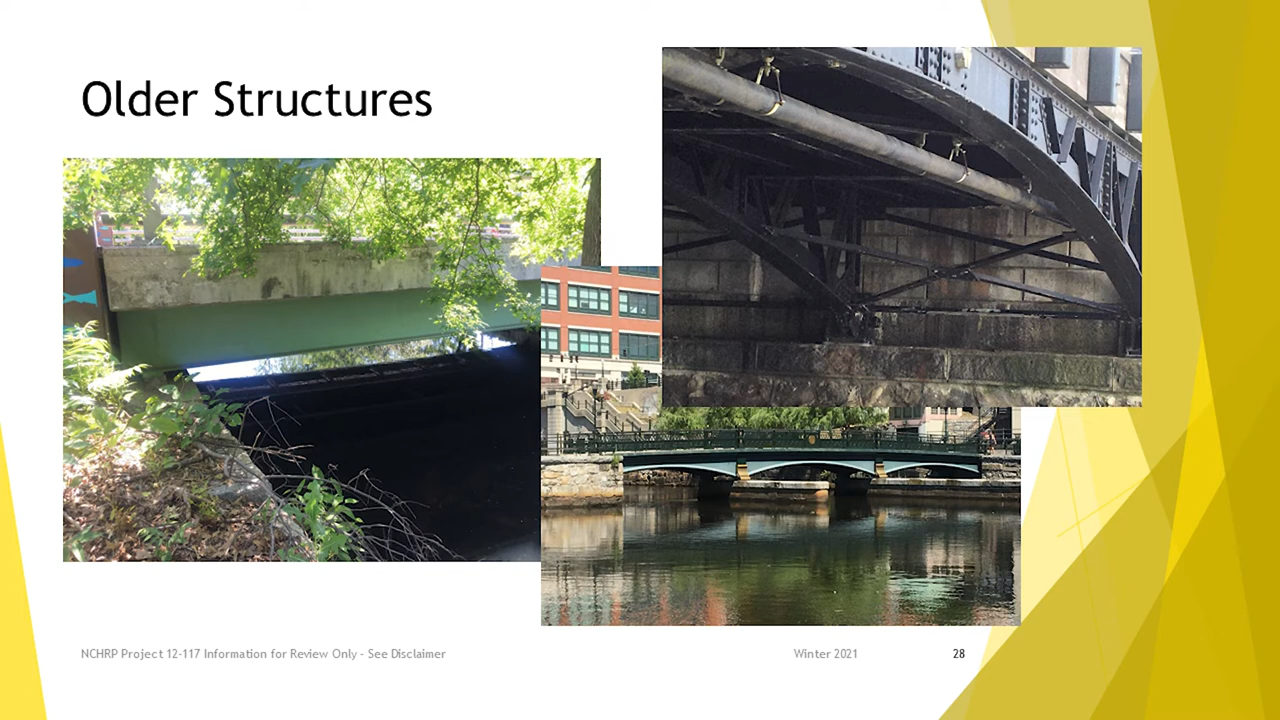 Older Structures
NCHRP Project 12-117 Information for Review Only - See Disclaimer
Winter 2021
28